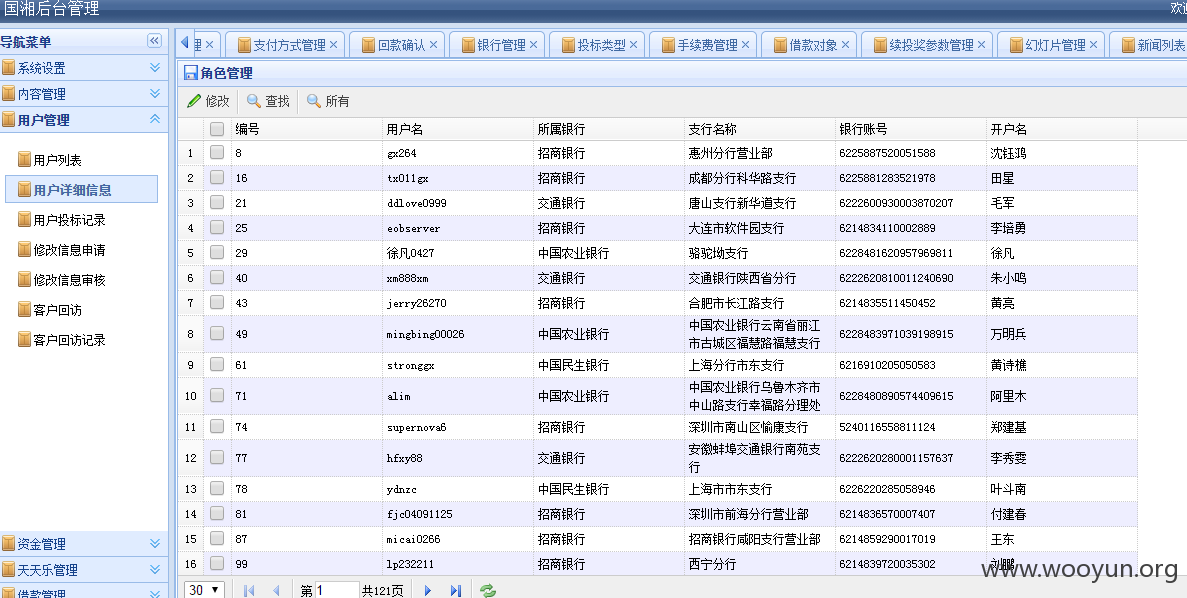 国湘后台管理
欢迎
导航菜单
系统设置
内容管理
用户管理
用户列表
用户详细信息
用户投标记录
修改信息申请
修改信息审核
客户回访
客户回访记录
资金管理
天天乐管理
借款管理
理 支付方式管理 回款确认 银行管理 投标类型 手续费管理 借款对象 续投奖参数管理 幻灯片管理 新闻列表
角色管理
修改 查找 所有
编号 用户名 所属银行 支行名称 银行账号 开户名
1 8 gx264 招商银行 惠州分行营业部 6225887520051588 沈钰鸿
2 16 tx011gx 招商银行 成都分行科华路支行 6225881283521978 田星
3 21 ddlove0999 交通银行 唐山支行新华道支行 6222600930003870207 毛军
4 25 eobserver 招商银行 大连市软件园支行 6214834110002889 李培勇
5 29 徐凡0427 中国农业银行 骆驼坳支行 6228481620957969811 徐凡
6 40 xm888xm 交通银行 交通银行陕西省分行 6222620810011240690 朱小鸣
7 43 jerry26270 招商银行 合肥市长江路支行 6214835511450452 黄亮
8 49 mingbing00026 中国农业银行 中国农业银行云南省丽江
市古城区福慧路福慧支行 6228483971039198915 万明兵
9 61 stronggx 中国民生银行 上海分行市东支行 6216910205050583 黄诗樵
10 71 alim 中国农业银行 中国农业银行乌鲁木齐市
中山路支行幸福路分理处 6228480890574409615 阿里木
11 74 supernova6 招商银行 深圳市南山区愉康支行 5240116558811124 郑建基
12 77 hfxy88 交通银行 安徽蚌埠交通银行南苑支
行 6222620280001157637 李秀雯
13 78 ydnzc 中国民生银行 上海市市东支行 6226220285058946 叶斗南
14 81 fjc04091125 招商银行 深圳市前海分行营业部 6214836570007407 付建春
15 87 micai0266 招商银行 招商银行咸阳支行营业部 6214859290017019 王东
16 99 lp232211 招商银行 西宁分行 6214839720035302 刘鹏
www.wooyun.org
30 第 1 共121页